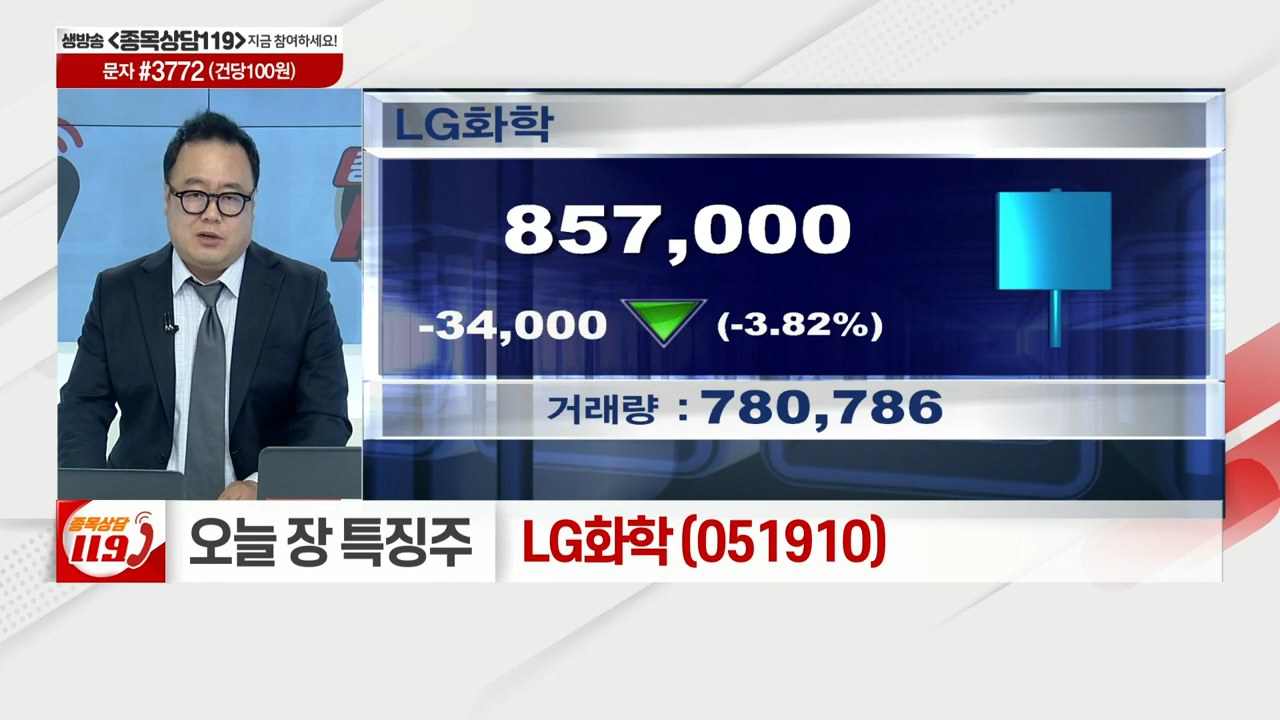 생방송 <종목상담119> 지금 참여하세요!
문자 #3772 (건당100원)
LG화학
857,000
-34,000 (-3.82%)
거래량 : 780,786
종목상담
119
오늘 장 특징주
LG화학 (051910)